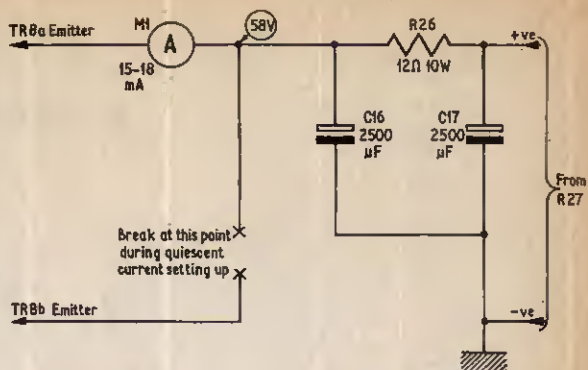 TR8a Emitter
M1
A
15-18
mA
58V
R26
12Ω 10W
+ve
C16
2500
µF
C17
2500
µF
From
R27
Break at this point
during quiescent
current setting up
TR8b Emitter
-ve